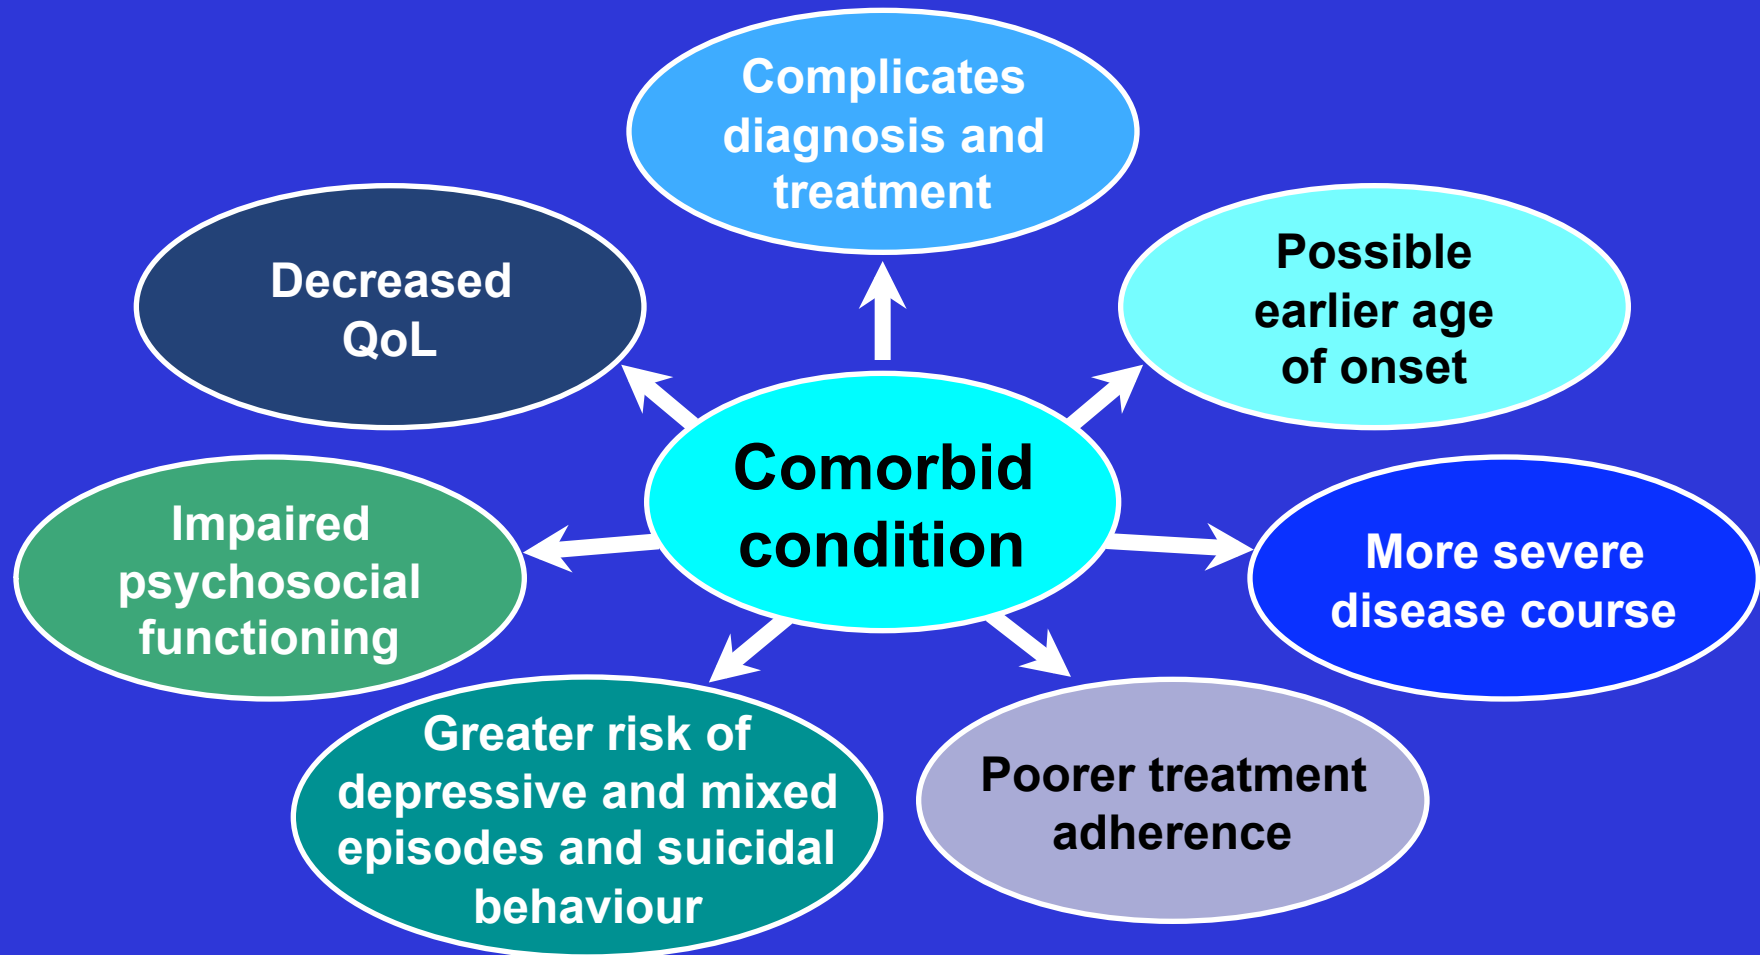 Complicates
diagnosis and
treatment
Possible
earlier age
of onset
Decreased
QoL
Comorbid
condition
Impaired
psychosocial
functioning
More severe
disease course
Greater risk of
depressive and mixed
episodes and suicidal
behaviour
Poorer treatment
adherence